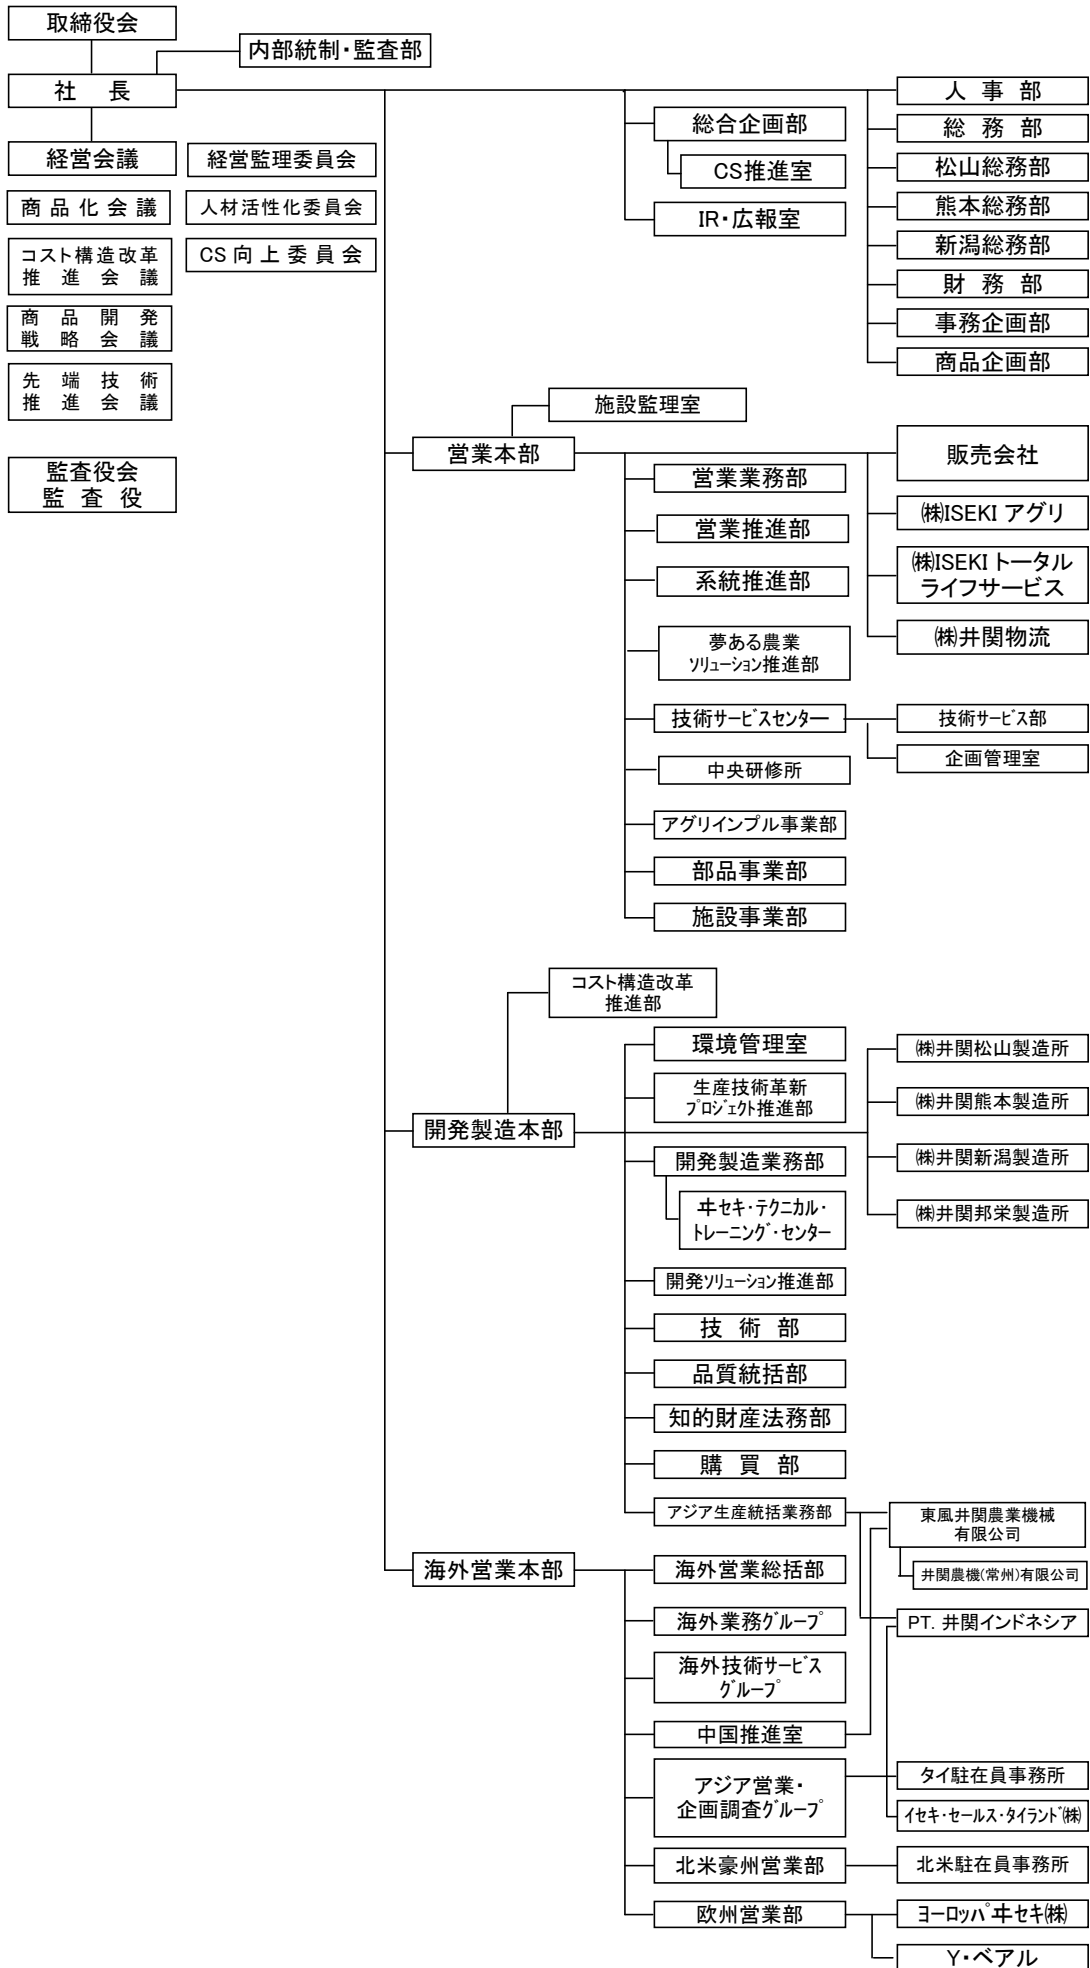 取締役会
内部統制・監査部
社　長
経営会議
経営監理委員会
商品化会議
人材活性化委員会
コスト構造改革
推進会議
CS向上委員会
商品開発
戦略会議
先端技術
推進会議
監査役会
監査役
総合企画部
CS推進室
IR・広報室
人事部
総務部
松山総務部
熊本総務部
新潟総務部
財務部
事務企画部
商品企画部
施設監理室
営業本部
営業業務部
営業推進部
系統推進部
夢ある農業
ソリューション推進部
技術サービスセンター
中央研修所
アグリインプル事業部
部品事業部
施設事業部
販売会社
㈱ISEKI アグリ
㈱ISEKI トータル
ライフサービス
㈱井関物流
技術サービス部
企画管理室
コスト構造改革
推進部
開発製造本部
環境管理室
生産技術革新
プロジェクト推進部
開発製造業務部
ヰセキ・テクニカル・
トレーニング・センター
開発ソリューション推進部
技術部
品質統括部
知的財産法務部
購買部
アジア生産統括業務部
㈱井関松山製造所
㈱井関熊本製造所
㈱井関新潟製造所
㈱井関邦栄製造所
東風井関農業機械
有限公司
井関農機(常州)有限公司
PT. 井関インドネシア
海外営業本部
海外営業総括部
海外業務グループ
海外技術サービス
グループ
中国推進室
アジア営業・
企画調査グループ
北米豪州営業部
欧州営業部
タイ駐在員事務所
イセキ・セールス・タイランド㈱
北米駐在員事務所
ヨーロッパヰセキ㈱
Y・ベアル